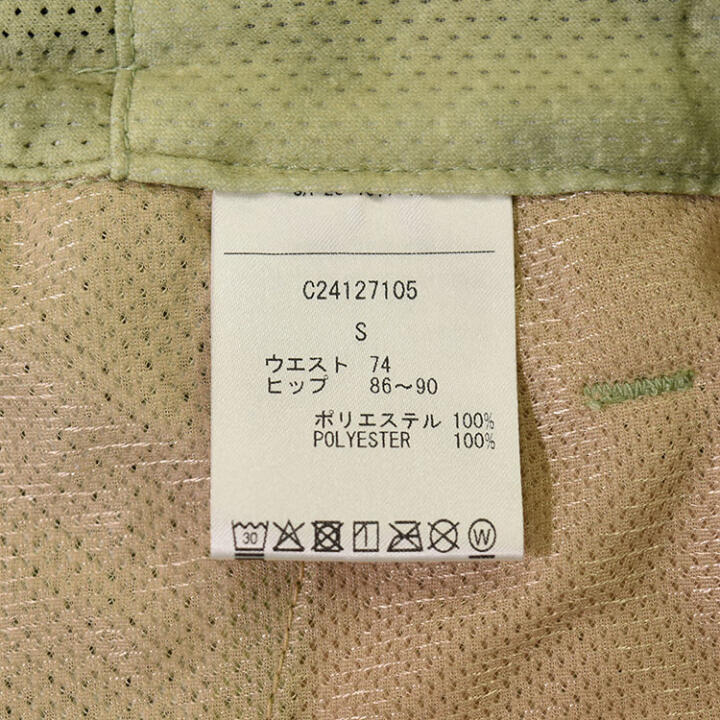 C24127105
S
ウエスト 74
ヒップ 86～90
ポリエステル 100%
POLYESTER 100%
30
W